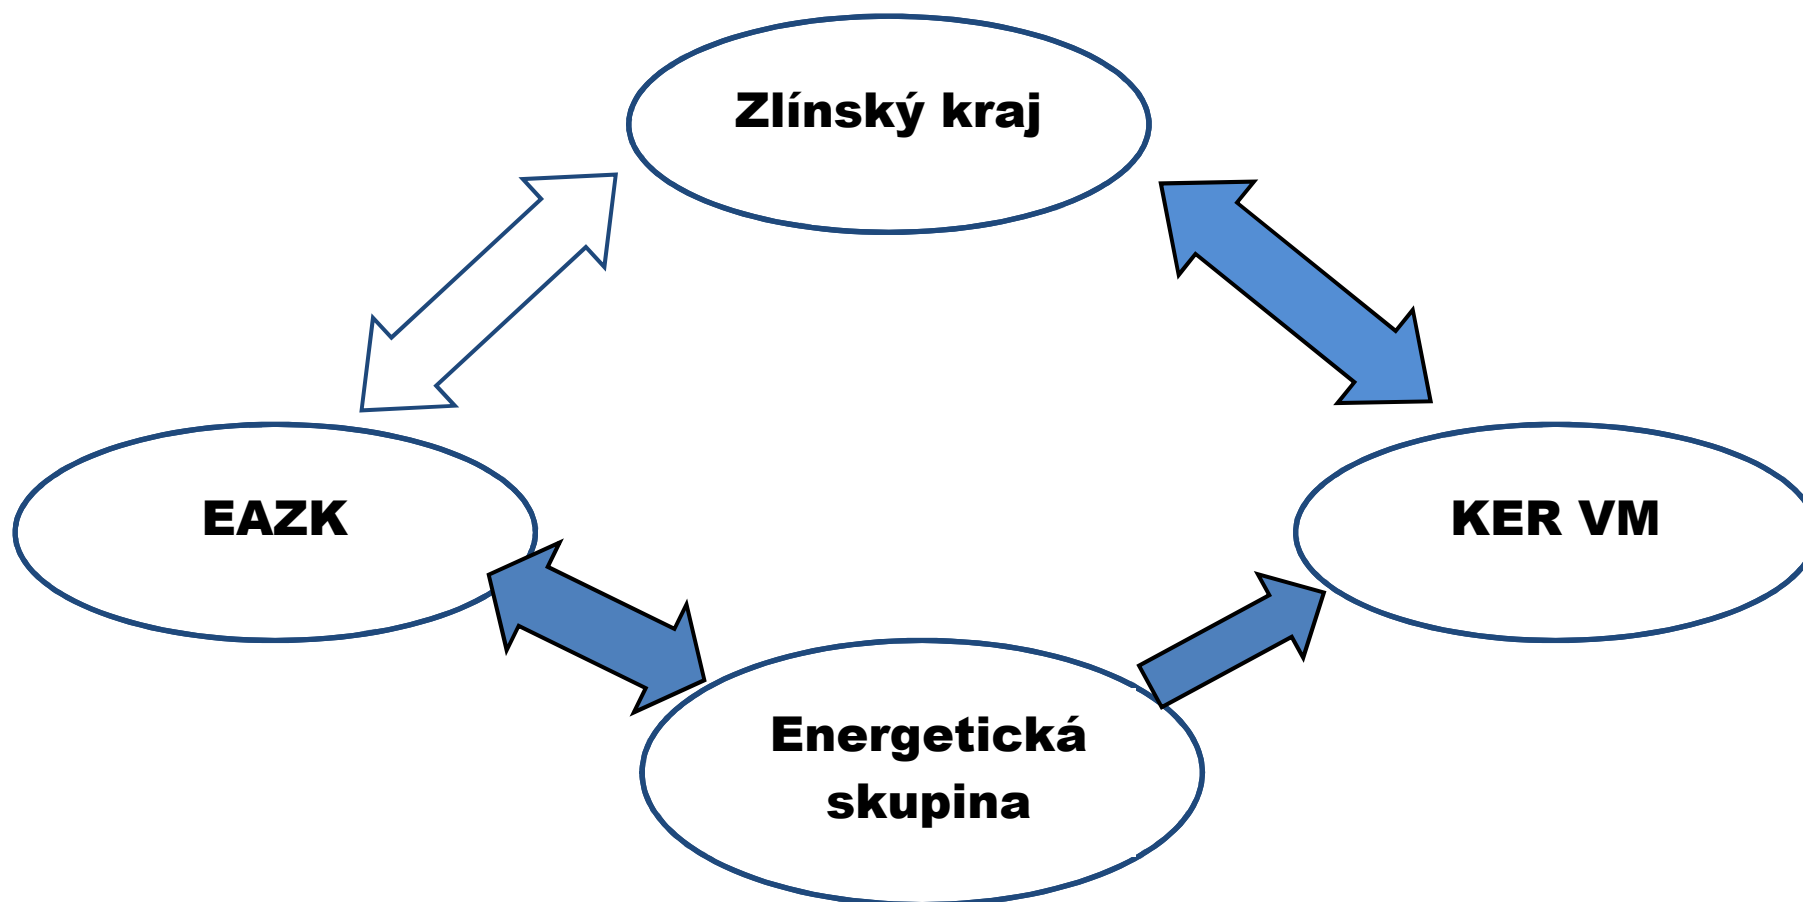 Zlínský kraj
EAZK
KER VM
Energetická
skupina